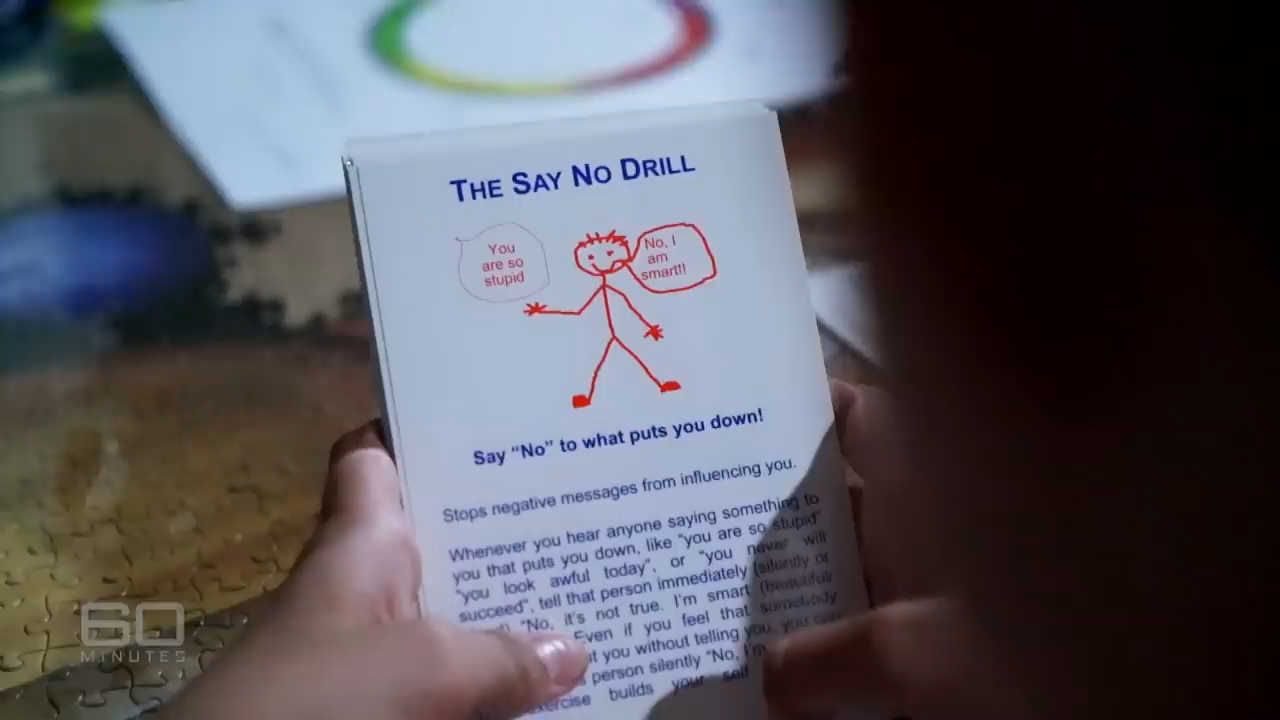 THE SAY NO DRILL
You
are so
stupid
No, I
am
smart!!
Say "No" to what puts you down!
Stops negative messages from influencing you.
Whenever you hear anyone saying something to
you that puts you down, like "you are so stupid"
"you look awful today", or "you never will
succeed", tell that person immediately (silently or
"No, it's not true. I'm smart (beautiful/
Even if you feel that somebody
you without telling you, you can
person silently "No, I'm
exercise builds your self
60
MINUTES